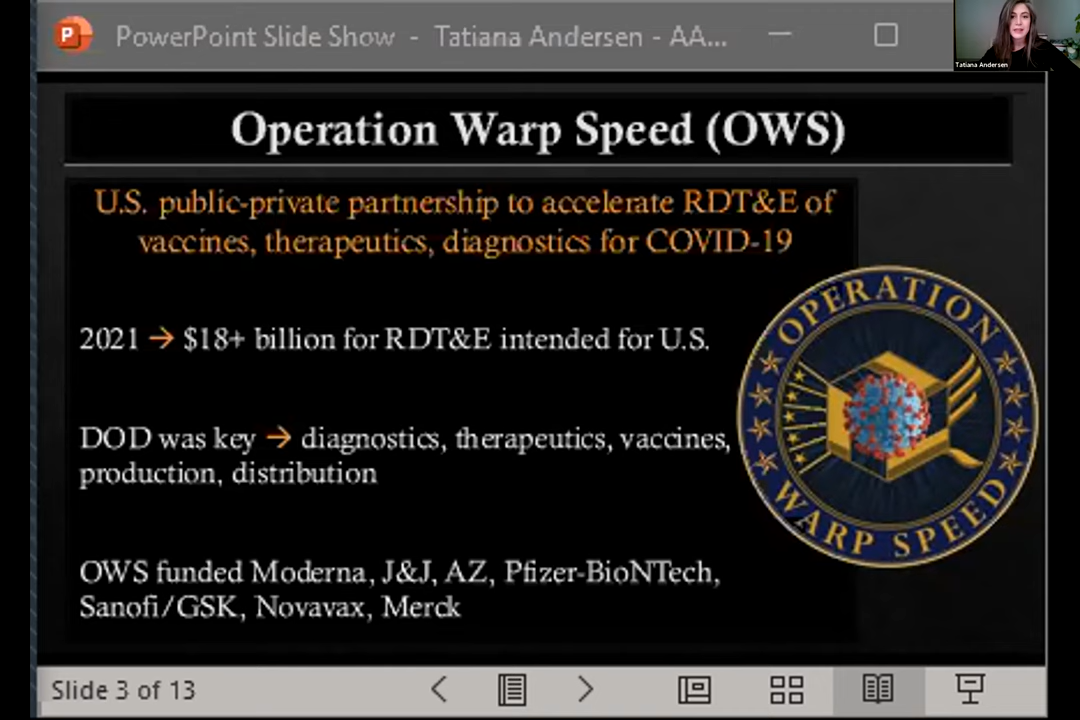 PowerPoint Slide Show - Tatiana Andersen - AA...
Tatiana Andersen
Operation Warp Speed (OWS)
U.S. public-private partnership to accelerate RDT&E of
vaccines, therapeutics, diagnostics for COVID-19
2021 → $18+ billion for RDT&E intended for U.S.
DOD was key → diagnostics, therapeutics, vaccines,
production, distribution
OWS funded Moderna, J&J, AZ, Pfizer-BioNTech,
Sanofi/GSK, Novavax, Merck
OPERATION
WARP SPEED
Slide 3 of 13